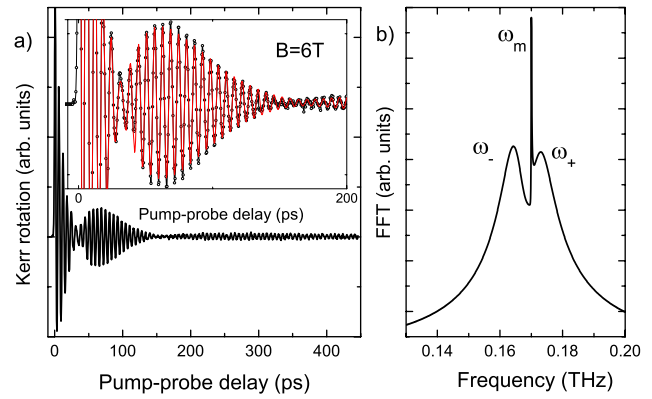 a)
Kerr rotation (arb. units)
B=6T
0
200
Pump-probe delay (ps)
0
100
200
300
400
Pump-probe delay (ps)
b)
FFT (arb. units)
ωm
ω-
ω+
0.14
0.16
0.18
0.20
Frequency (THz)